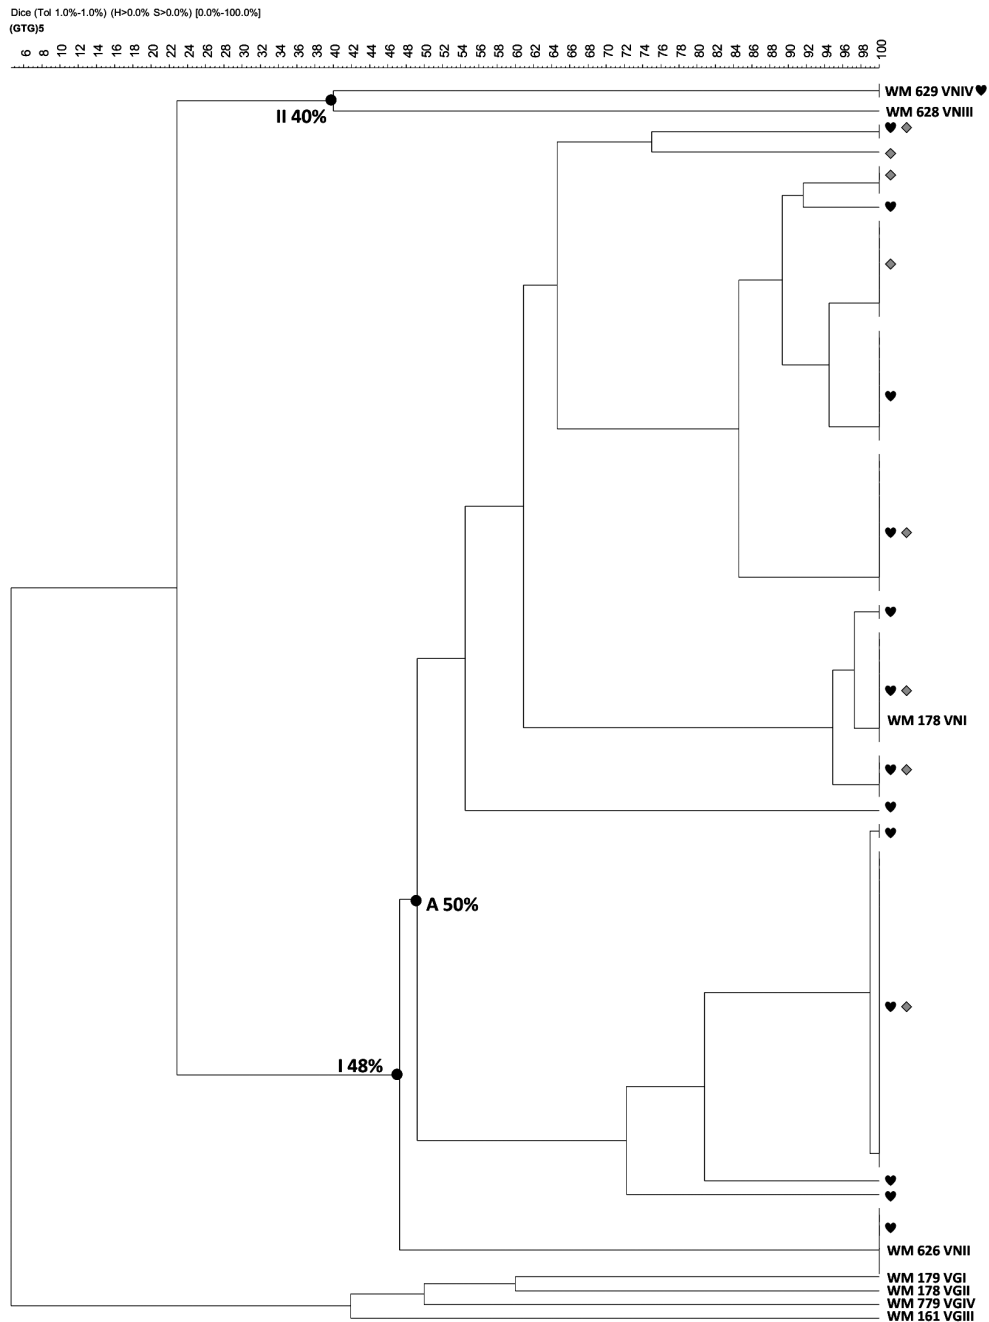 Dice (Tol 1.0%-1.0%) (H>0.0% S>0.0%) [0.0%-100.0%]
(GTG)5
6 8 10 12 14 16 18 20 22 24 26 28 30 32 34 36 38 40 42 44 46 48 50 52 54 56 58 60 62 64 66 68 70 72 74 76 78 80 82 84 86 88 90 92 94 96 98 100
WM 629 VNIV
II 40%
WM 628 VNIII
WM 178 VNI
A 50%
I 48%
WM 626 VNII
WM 179 VGI
WM 178 VGII
WM 779 VGIV
WM 161 VGIII